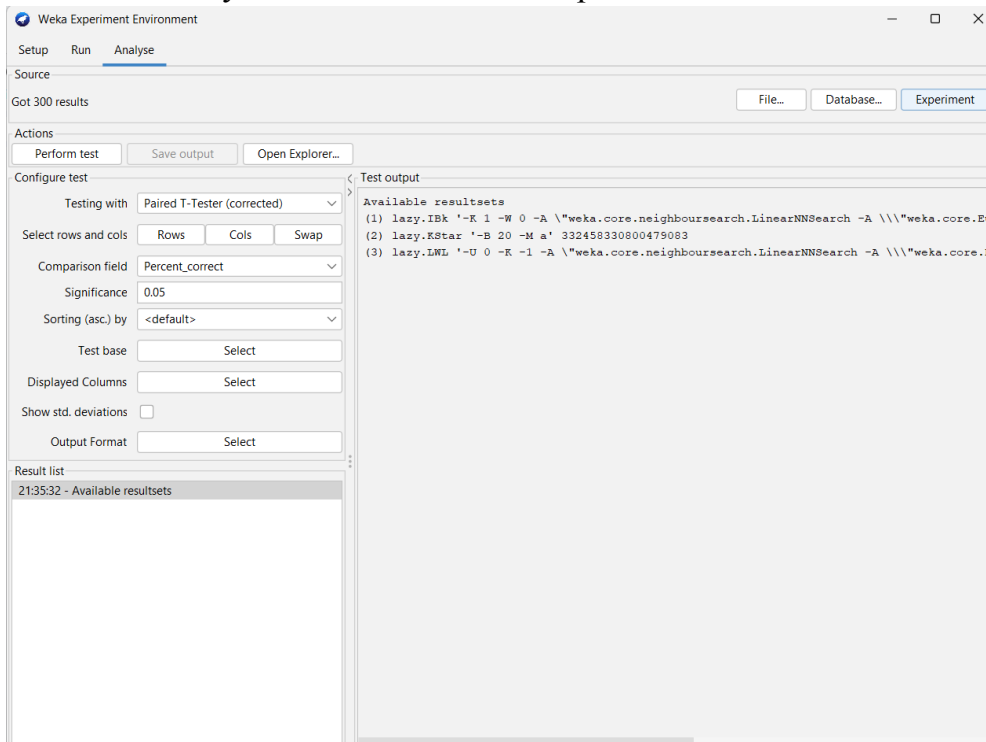 Weka Experiment Environment
Setup Run Analyse
Source
Got 300 results File... Database... Experiment
Actions
Perform test Save output Open Explorer...
Configure test
Testing with Paired T-Tester (corrected)
Select rows and cols Rows Cols Swap
Comparison field Percent_correct
Significance 0.05
Sorting (asc.) by <default>
Test base Select
Displayed Columns Select
Show std. deviations
Output Format Select
Result list
21:35:32 - Available resultsets
Test output
Available resultsets
(1) lazy.IBk '-K 1 -W 0 -A \"weka.core.neighboursearch.LinearNNSearch -A \\\"weka.core.E
(2) lazy.KStar '-B 20 -M a' 332458330800479083
(3) lazy.LWL '-U 0 -K -1 -A \"weka.core.neighboursearch.LinearNNSearch -A \\\"weka.core.